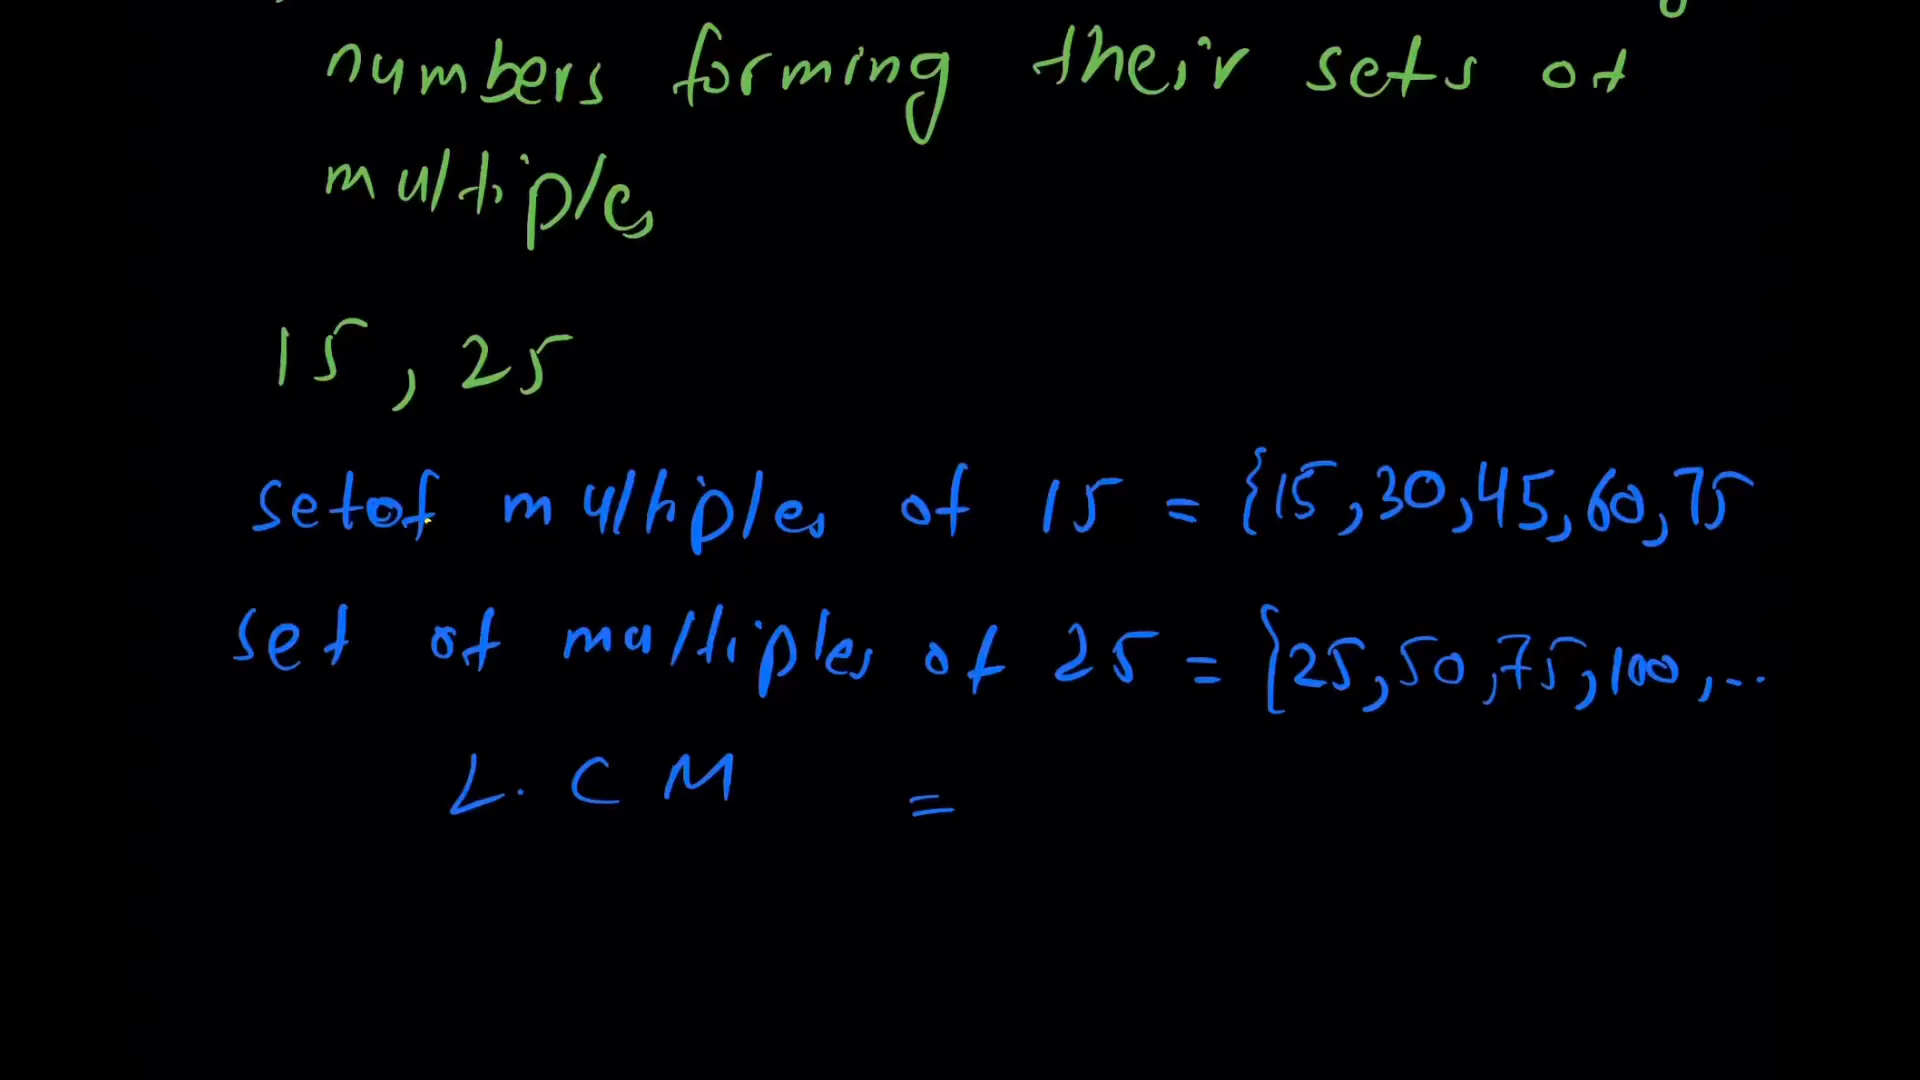 numbers forming their sets of
multiples
15, 25
set of multiples of 15 = {15, 30, 45, 60, 75
set of multiples of 25 = {25, 50, 75, 100, ...
L.C M =